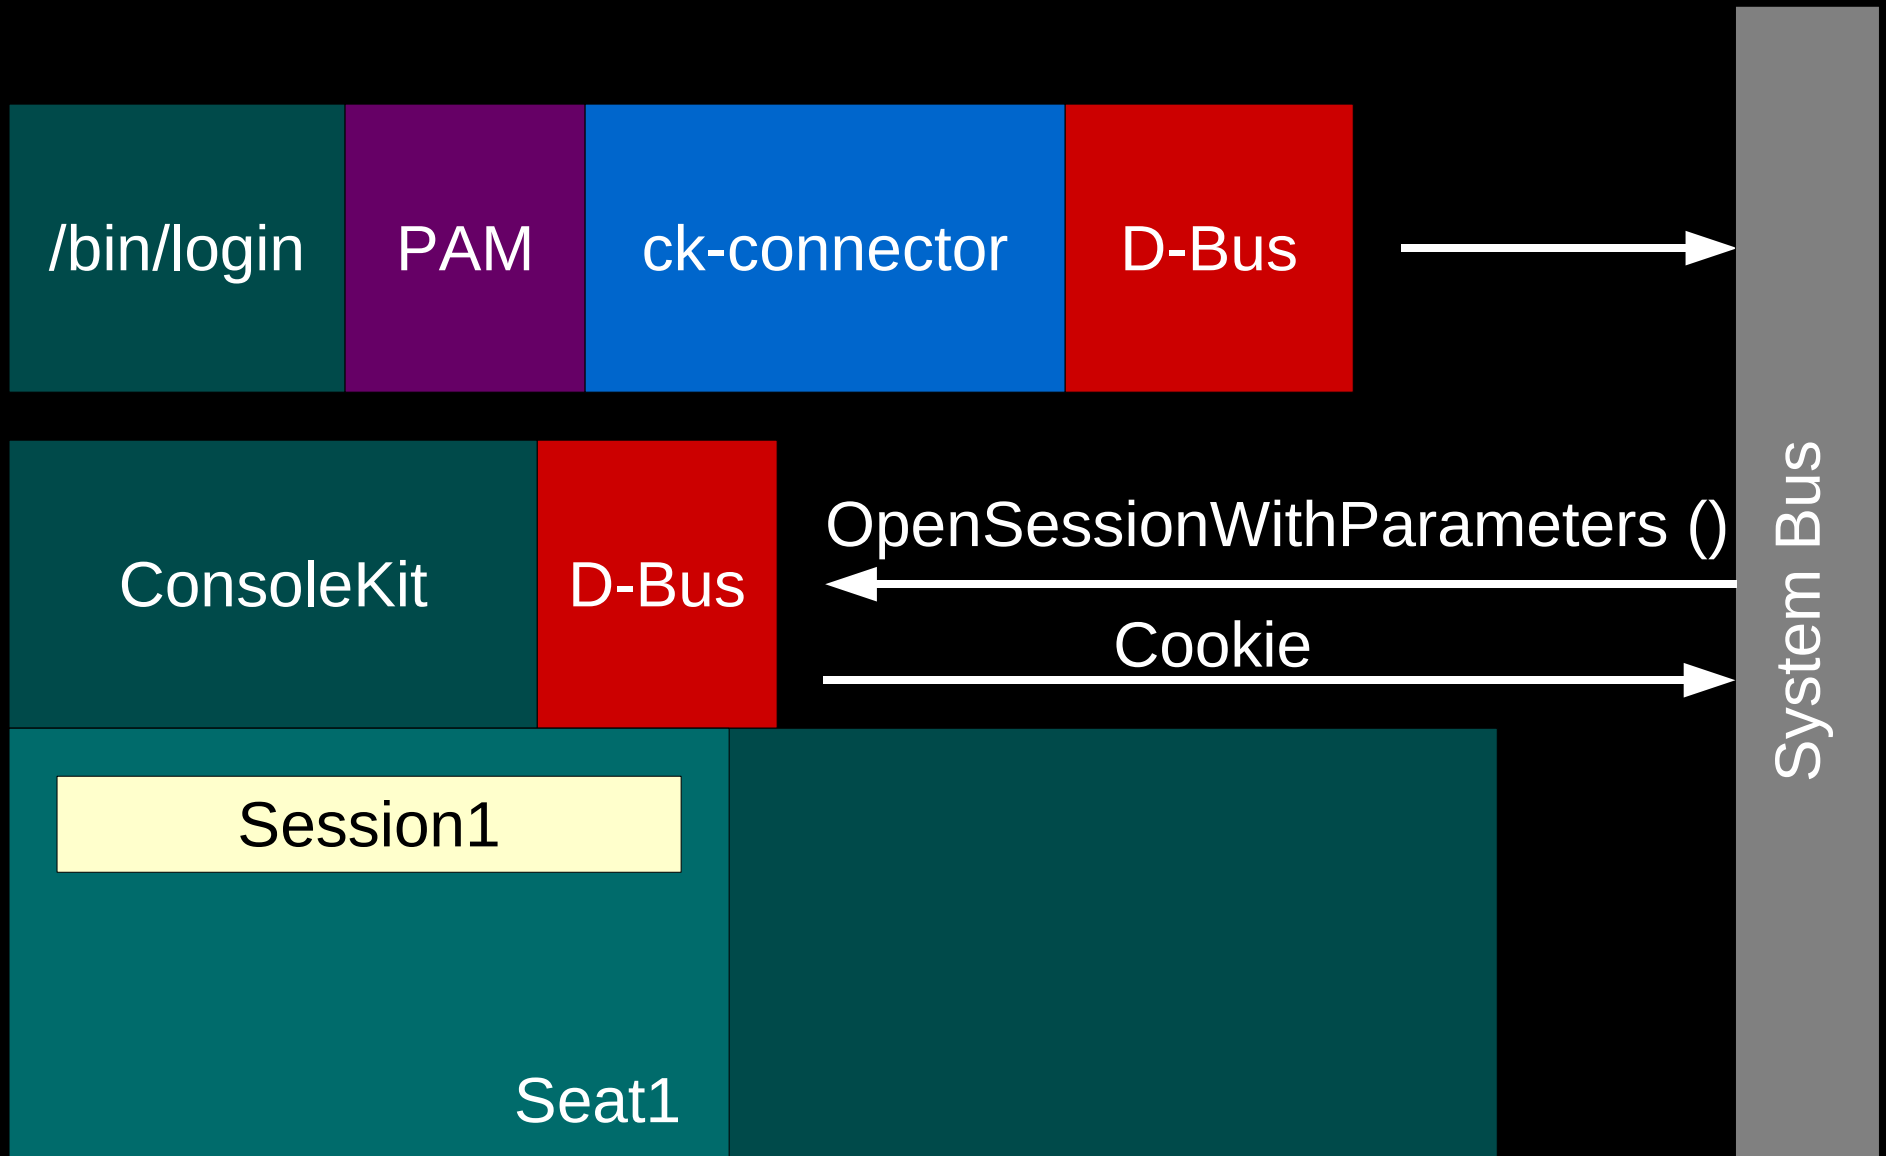 /bin/login
PAM
ck-connector
D-Bus
ConsoleKit
D-Bus
OpenSessionWithParameters ()
Cookie
System Bus
Session1
Seat1